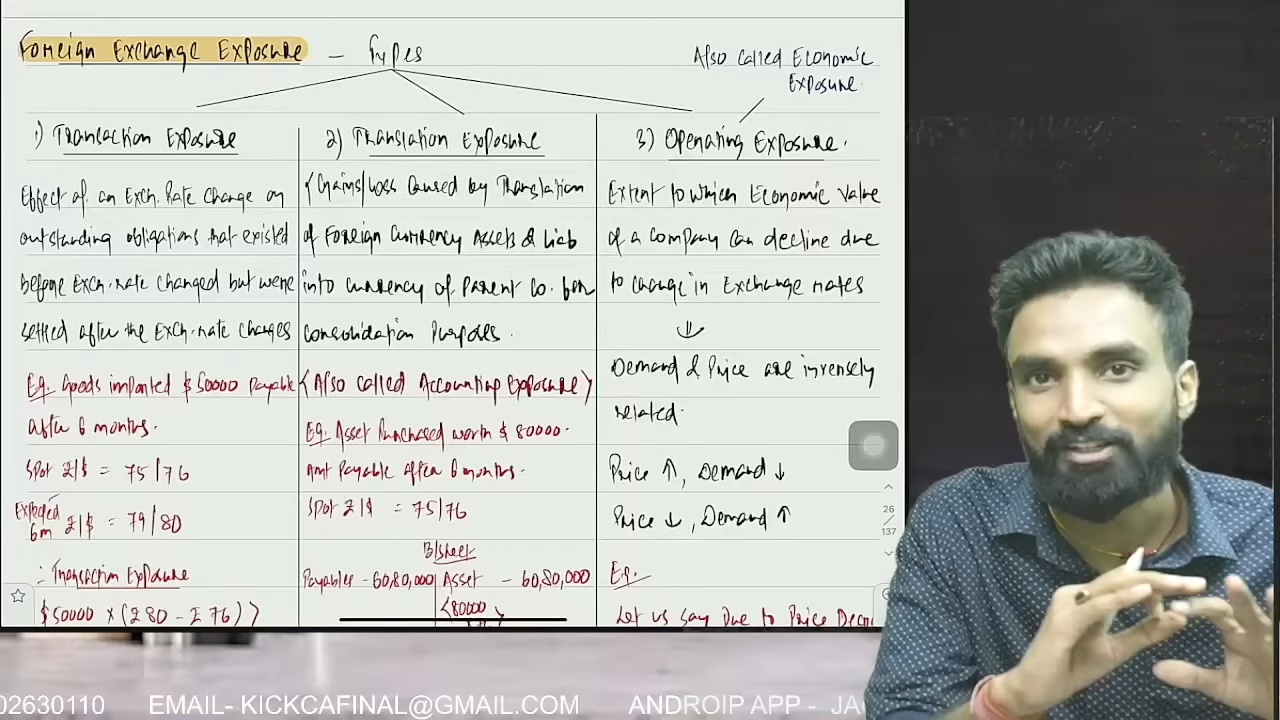 Foreign Exchange Exposure – Types
Also called Economic
Exposure.
1) Transaction Exposure
Effect of an Exch. Rate change on
outstanding obligations that existed
before Exch. rate changed but were
settled after the Exch. rate changes
Eg. Goods imported $50000 payable
after 6 months.
Spot ₹/$ = 75/76
Expected
6m ₹/$ = 79/80
∴ Transaction Exposure
$50000 × (₹80 - ₹76)
2) Translation Exposure
Gains/Loss caused by Translation
of Foreign Currency Assets & Liab
into currency of Parent Co. for
consolidation purposes.
(Also called Accounting Exposure)
Eg. Asset Purchased worth $80000.
Amt Payable after 6 months.
Spot ₹/$ = 75/76
B/Sheet
Payables - 60,80,000 Asset - 60,80,000
(80000
3) Operating Exposure.
Extent to which Economic value
of a company can decline due
to change in Exchange rates
⇓
Demand & Price are inversely
related.
Price ↑, Demand ↓
Price ↓, Demand ↑
Eg.
Let us say Due to Price
26
137
02630110 EMAIL- KICKCAFINAL@GMAIL.COM ANDROIP APP - JA